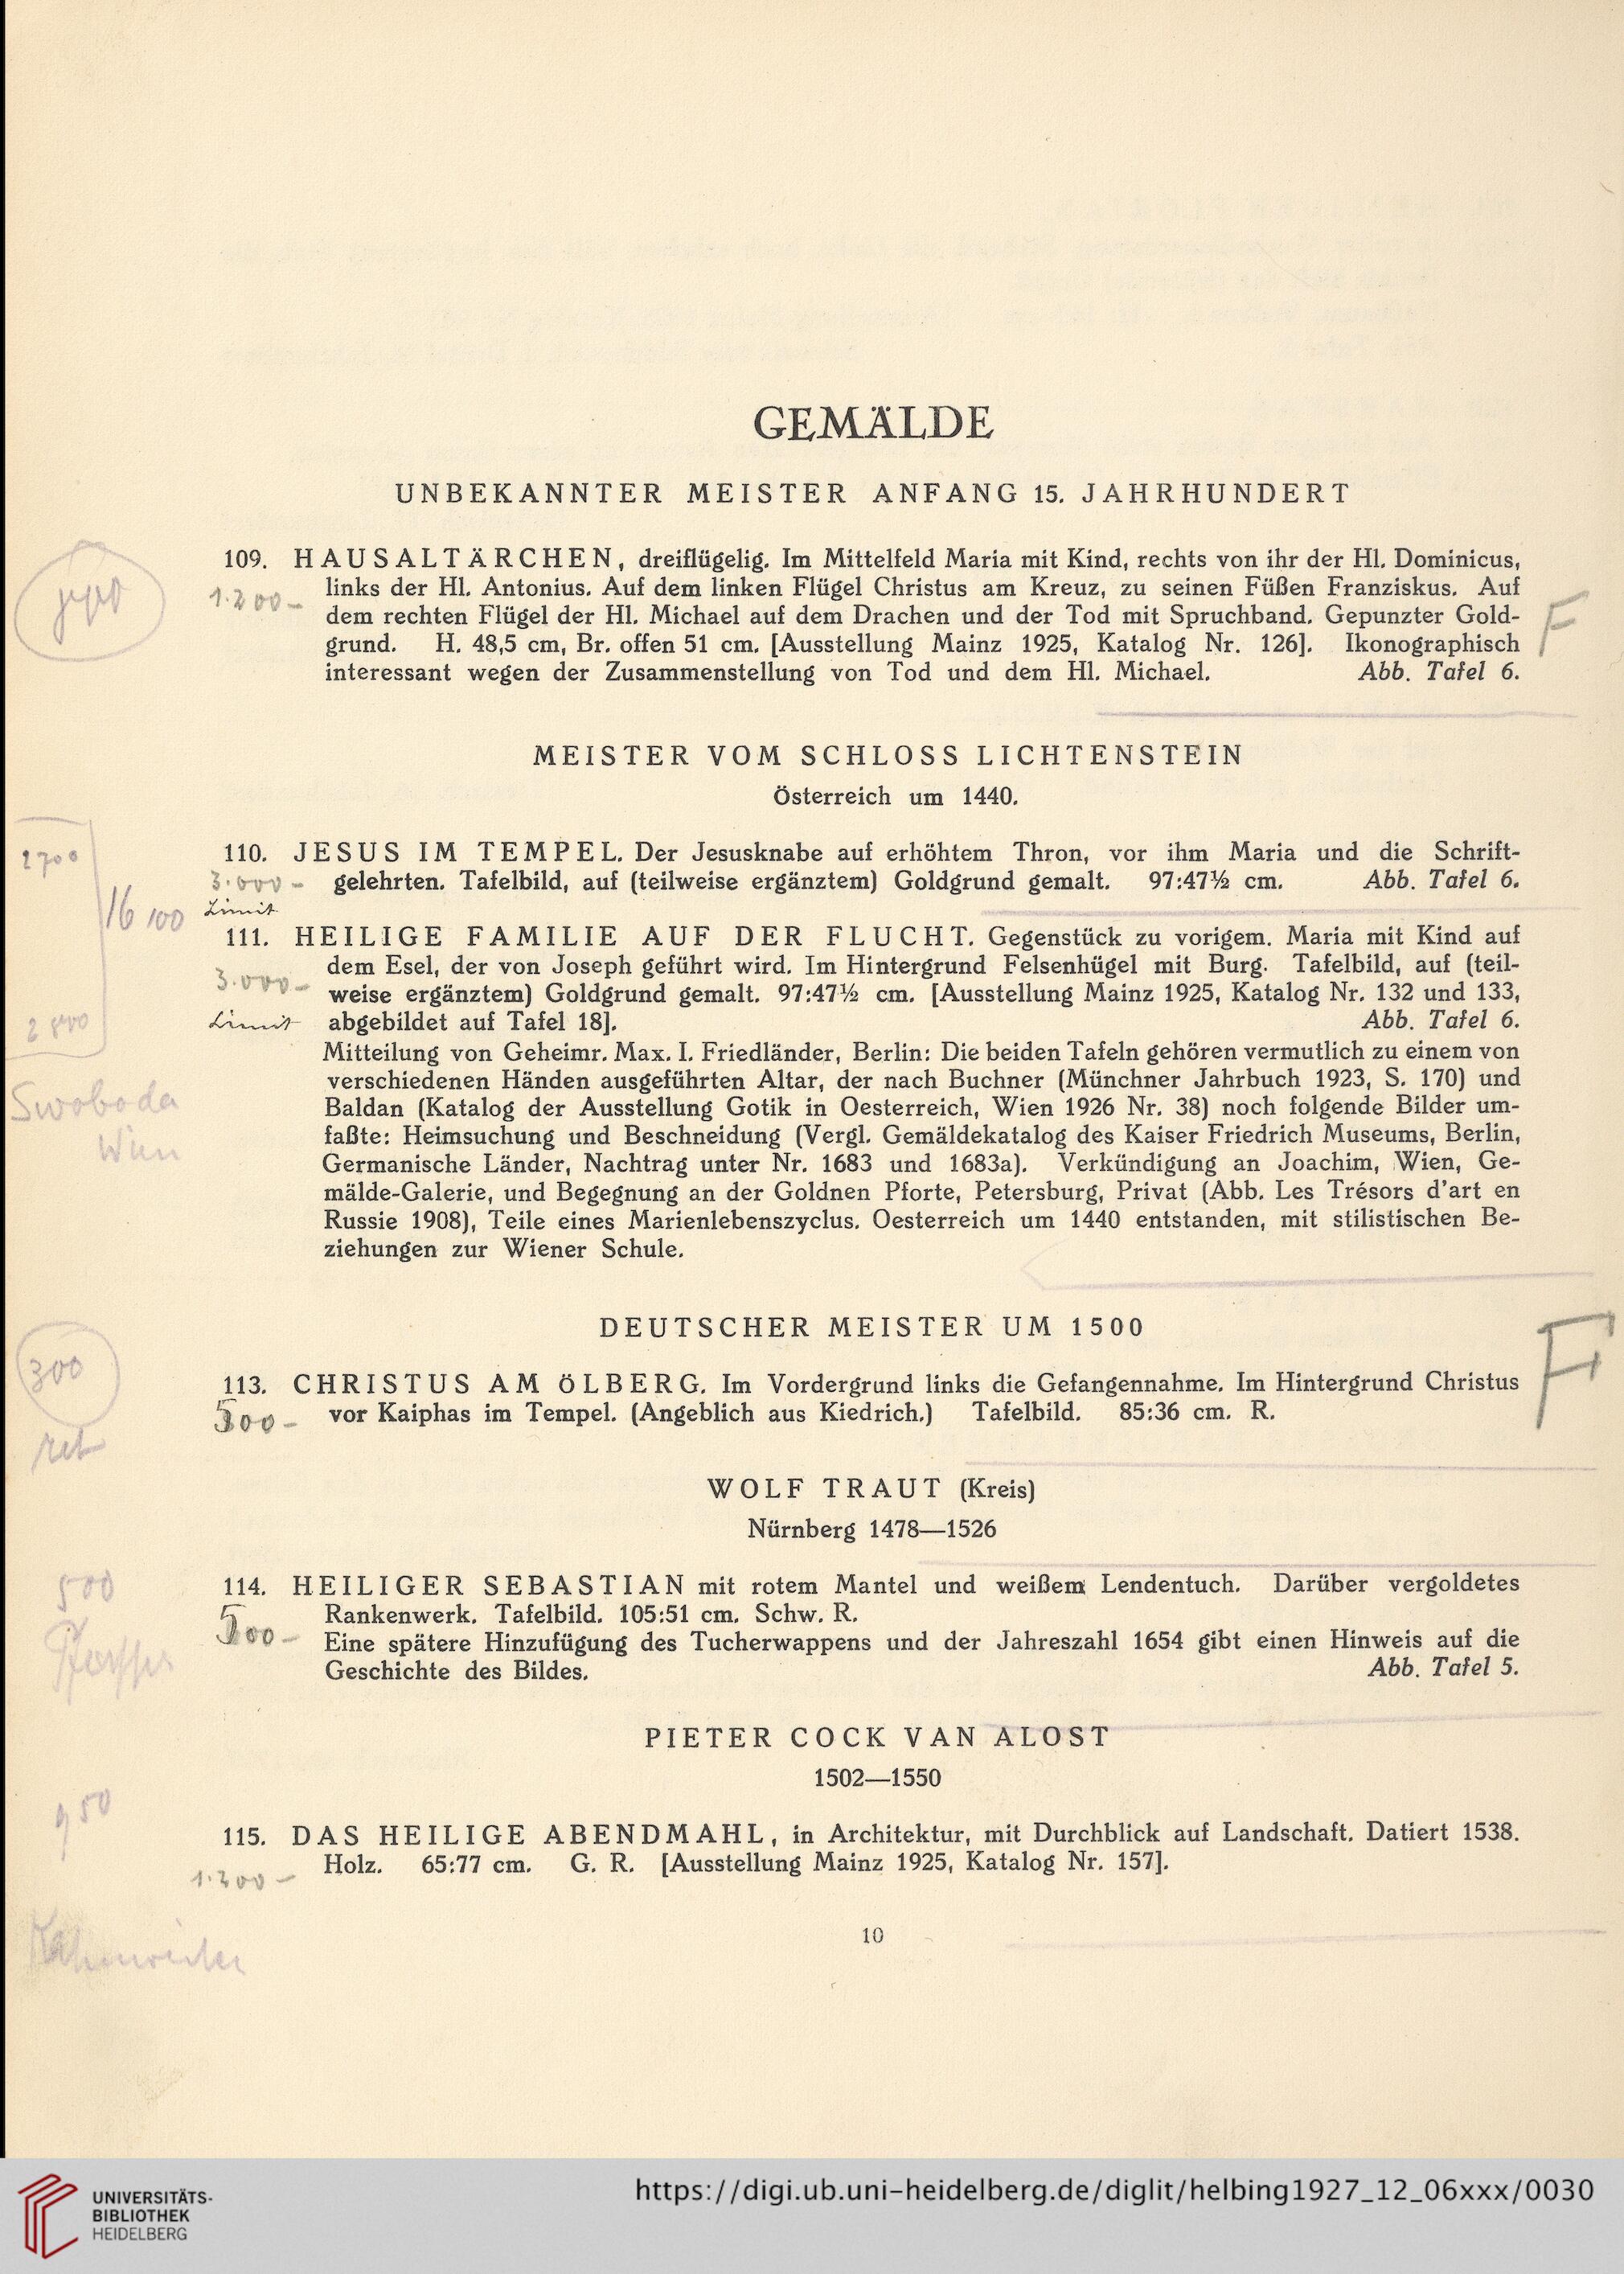 GEMÄLDE
UNBEKANNTER MEISTER ANFANG 15. JAHRHUNDERT
109. HAUSALTÄRCHEN, dreiflügelig. Im Mittelfeld Maria mit Kind, rechts von ihr der Hl. Dominicus,
1.200-
links der Hl. Antonius. Auf dem linken Flügel Christus am Kreuz, zu seinen Füßen Franziskus. Auf
dem rechten Flügel der Hl. Michael auf dem Drachen und der Tod mit Spruchband. Gepunzter Gold-
F
grund. H. 48,5 cm, Br. offen 51 cm. [Ausstellung Mainz 1925, Katalog Nr. 126]. Ikonographisch
interessant wegen der Zusammenstellung von Tod und dem Hl. Michael. Abb. Tafel 6.
MEISTER VOM SCHLOSS LICHTENSTEIN
Österreich um 1440.
110. JESUS IM TEMPEL. Der Jesusknabe auf erhöhtem Thron, vor ihm Maria und die Schrift-
2700
3.000-
gelehrten. Tafelbild, auf (teilweise ergänztem) Goldgrund gemalt. 97:47½ cm. Abb. Tafel 6.
Limit
16100
111. HEILIGE FAMILIE AUF DER FLUCHT. Gegenstück zu vorigem. Maria mit Kind auf
dem Esel, der von Joseph geführt wird. Im Hintergrund Felsenhügel mit Burg. Tafelbild, auf (teil-
3.000-
weise ergänztem) Goldgrund gemalt. 97:47½ cm. [Ausstellung Mainz 1925, Katalog Nr. 132 und 133,
Limit
abgebildet auf Tafel 18]. Abb. Tafel 6.
Mitteilung von Geheimr. Max. I. Friedländer, Berlin: Die beiden Tafeln gehören vermutlich zu einem von
verschiedenen Händen ausgeführten Altar, der nach Buchner (Münchner Jahrbuch 1923, S. 170) und
Swoboda
Wien
Baldan (Katalog der Ausstellung Gotik in Oesterreich, Wien 1926 Nr. 38) noch folgende Bilder um-
faßte: Heimsuchung und Beschneidung (Vergl. Gemäldekatalog des Kaiser Friedrich Museums, Berlin,
Germanische Länder, Nachtrag unter Nr. 1683 und 1683a). Verkündigung an Joachim, Wien, Ge-
mälde-Galerie, und Begegnung an der Goldnen Pforte, Petersburg, Privat (Abb. Les Trésors d'art en
Russie 1908), Teile eines Marienlebenszyclus. Oesterreich um 1440 entstanden, mit stilistischen Be-
ziehungen zur Wiener Schule.
DEUTSCHER MEISTER UM 1500
300
113. CHRISTUS AM ÖLBERG. Im Vordergrund links die Gefangennahme. Im Hintergrund Christus
F
500-
vor Kaiphas im Tempel. (Angeblich aus Kiedrich.) Tafelbild. 85:36 cm. R.
ret
WOLF TRAUT (Kreis)
Nürnberg 1478—1526
500
114. HEILIGER SEBASTIAN mit rotem Mantel und weißem Lendentuch. Darüber vergoldetes
Rankenwerk. Tafelbild. 105:51 cm. Schw. R.
500-
Eine spätere Hinzufügung des Tucherwappens und der Jahreszahl 1654 gibt einen Hinweis auf die
Geschichte des Bildes. Abb. Tafel 5.
PIETER COCK VAN ALOST
1502—1550
950
115. DAS HEILIGE ABENDMAHL, in Architektur, mit Durchblick auf Landschaft. Datiert 1538.
1.200-
Holz. 65:77 cm. G. R. [Ausstellung Mainz 1925, Katalog Nr. 157].
10
UNIVERSITÄTS-
BIBLIOTHEK
HEIDELBERG
https://digi.ub.uni-heidelberg.de/diglit/helbing1927_12_06xxx/0030